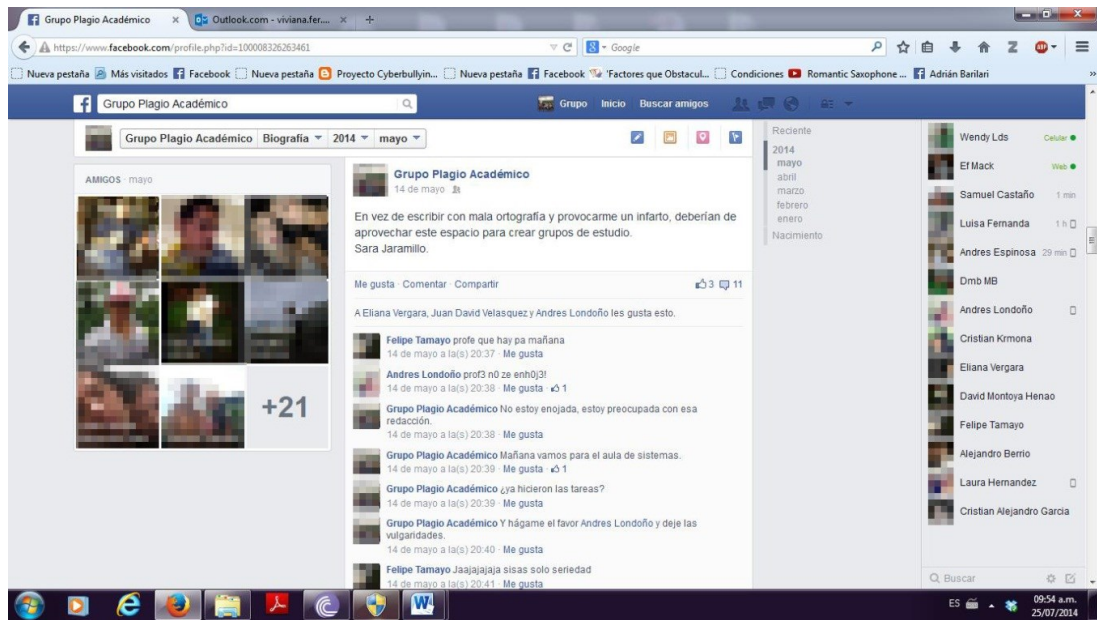 Grupo Plagio Académico
Outlook.com - viviana.fer....
https://www.facebook.com/profile.php?id=100008326263461
Google
ABP
Nueva pestaña Más visitados Facebook Nueva pestaña Proyecto Cyberbullyin... Nueva pestaña Facebook 'Factores que Obstacul... Condiciones Romantic Saxophone ... Adrián Barilari
Grupo Plagio Académico
Grupo Inicio Buscar amigos
Grupo Plagio Académico Biografía 2014 mayo
AMIGOS · mayo
+21
Grupo Plagio Académico
14 de mayo
En vez de escribir con mala ortografía y provocarme un infarto, deberían de
aprovechar este espacio para crear grupos de estudio.
Sara Jaramillo.
Me gusta · Comentar · Compartir 3 11
A Eliana Vergara, Juan David Velasquez y Andres Londoño les gusta esto.
Felipe Tamayo profe que hay pa mañana
14 de mayo a la(s) 20:37 · Me gusta
Andres Londoño prof3 n0 ze enh0j3!
14 de mayo a la(s) 20:38 · Me gusta · 1
Grupo Plagio Académico No estoy enojada, estoy preocupada con esa
redacción.
14 de mayo a la(s) 20:38 · Me gusta
Grupo Plagio Académico Mañana vamos para el aula de sistemas.
14 de mayo a la(s) 20:39 · Me gusta · 1
Grupo Plagio Académico ¿ya hicieron las tareas?
14 de mayo a la(s) 20:39 · Me gusta
Grupo Plagio Académico Y hágame el favor Andres Londoño y deje las
vulgaridades.
14 de mayo a la(s) 20:40 · Me gusta
Felipe Tamayo Jaajajajaja sisas solo seriedad
14 de mayo a la(s) 20:41 · Me gusta
Reciente
2014
mayo
abril
marzo
febrero
enero
Nacimiento
Wendy Lds Celular
Ef Mack Web
Samuel Castaño 1 min
Luisa Fernanda 1 h
Andres Espinosa 29 min
Dmb MB
Andres Londoño
Cristian Krmona
Eliana Vergara
David Montoya Henao
Felipe Tamayo
Alejandro Berrio
Laura Hernandez
Cristian Alejandro Garcia
Buscar
ES
09:54 a.m.
25/07/2014